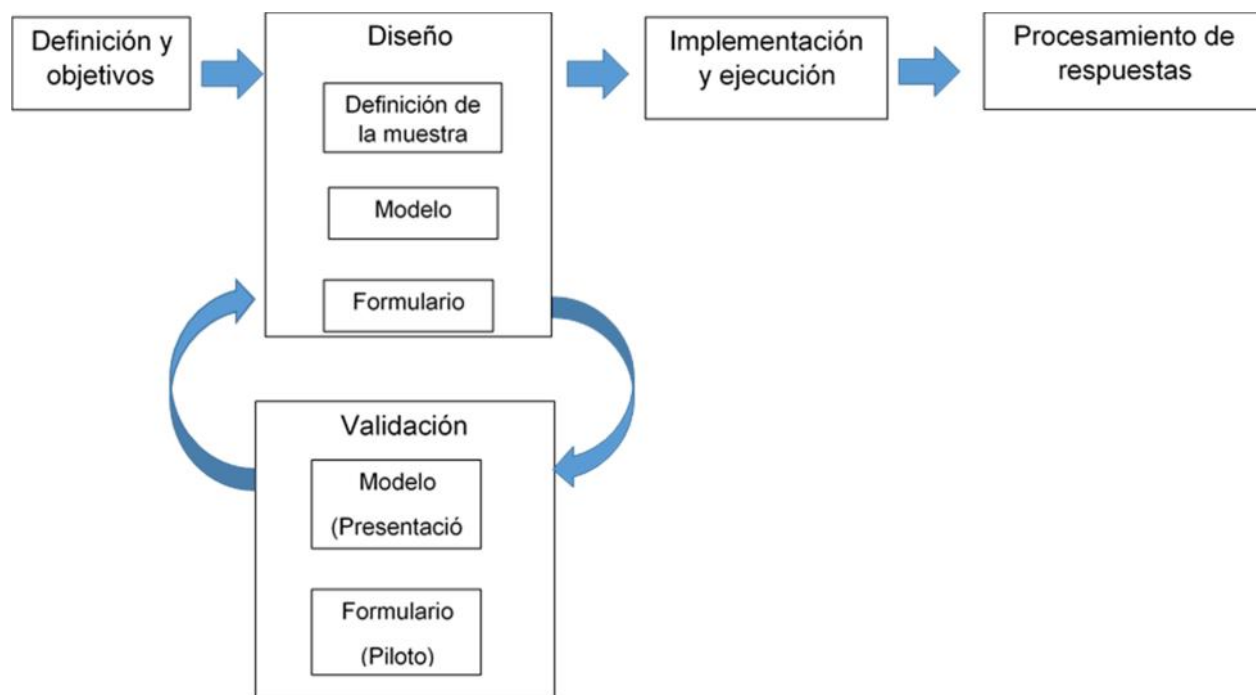 Definición y
objetivos
Diseño
Definición de
la muestra
Modelo
Formulario
Implementación
y ejecución
Procesamiento de
respuestas
Validación
Modelo
(Presentació
Formulario
(Piloto)